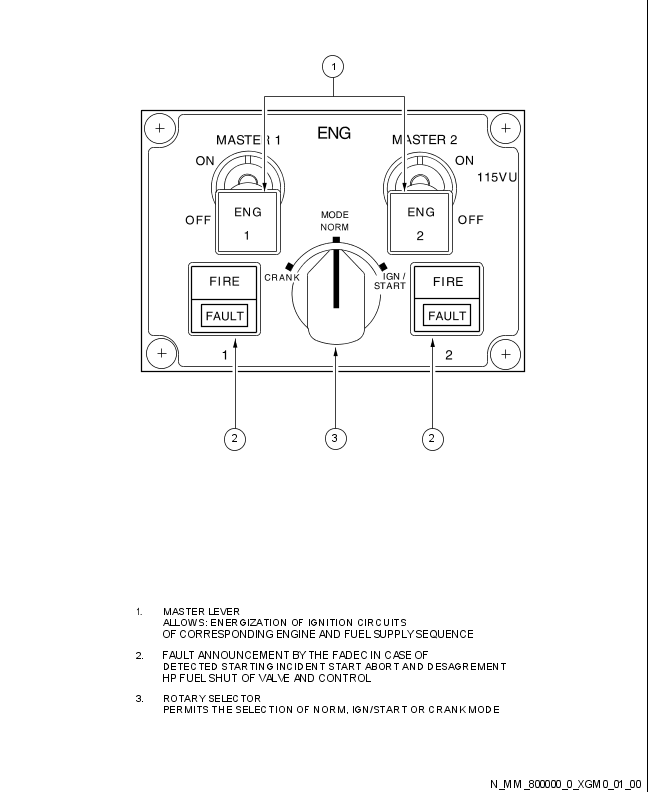 1
ENG
MASTER 1
MASTER 2
ON
ON
115VU
OFF
ENG
1
MODE
NORM
ENG
2
OFF
CRANK
IGN /
START
FIRE
FAULT
FIRE
FAULT
1
2
2
3
2
1. MASTER LEVER
ALLOWS: ENERGIZATION OF IGNITION CIRCUITS
OF CORRESPONDING ENGINE AND FUEL SUPPLY SEQUENCE
2. FAULT ANNOUNCEMENT BY THE FADEC IN CASE OF
DETECTED STARTING INCIDENT START ABORT AND DESAGREMENT
HP FUEL SHUT OF VALVE AND CONTROL
3. ROTARY SELECTOR
PERMITS THE SELECTION OF NORM, IGN/START OR CRANK MODE
N_MM_800000_0_XGM0_01_00